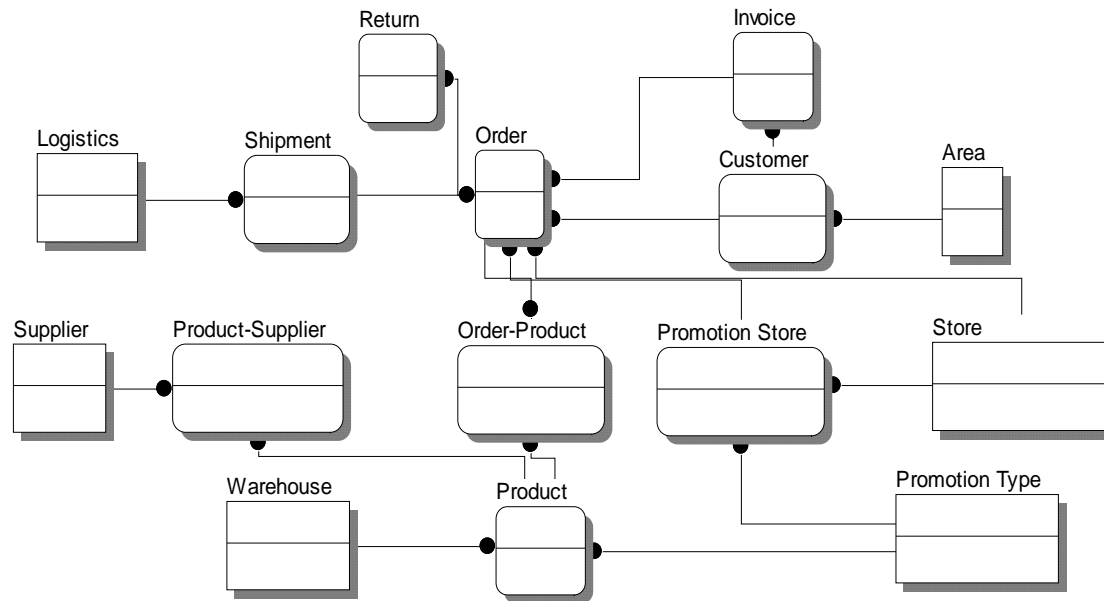 Return
Invoice
Logistics
Shipment
Order
Customer
Area
Supplier
Product-Supplier
Order-Product
Promotion Store
Store
Warehouse
Product
Promotion Type